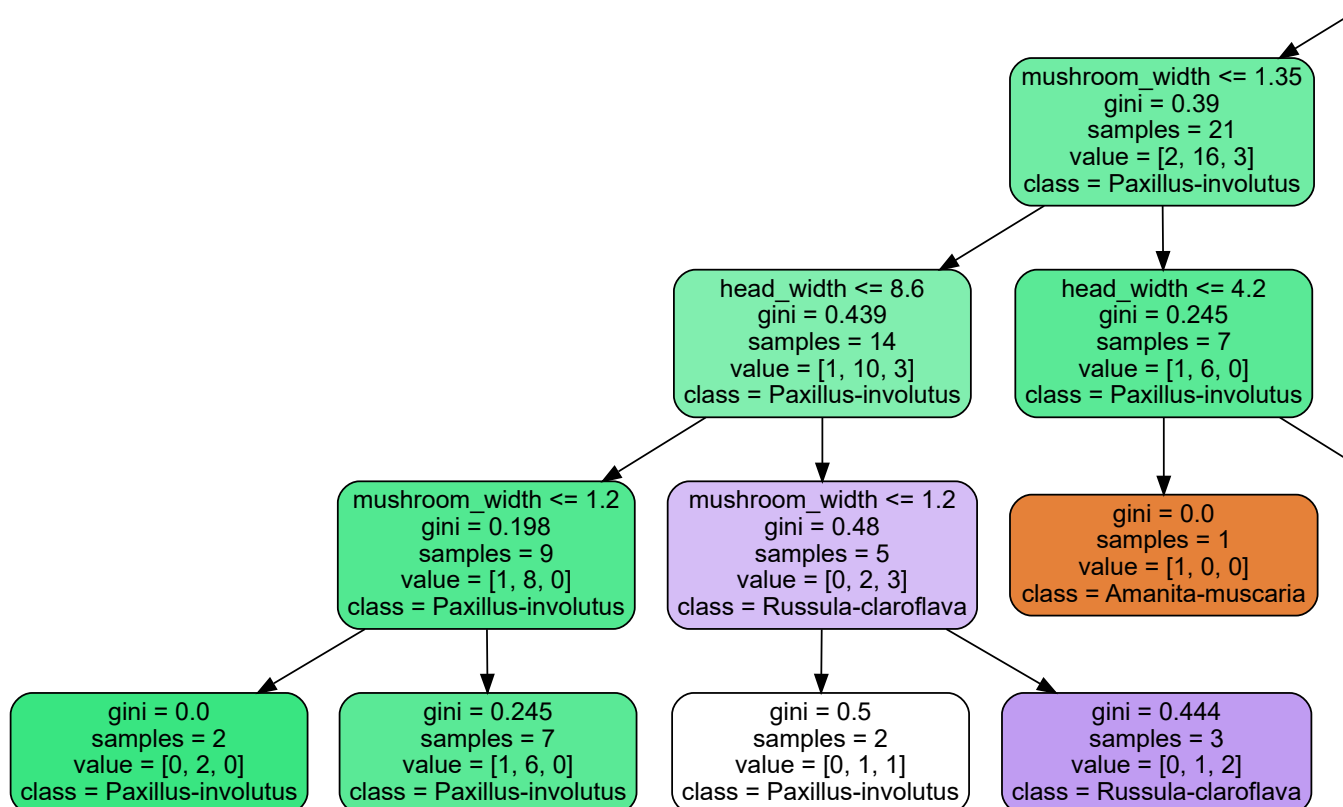 mushroom_width <= 1.35
gini = 0.39
samples = 21
value = [2, 16, 3]
class = Paxillus-involutus
head_width <= 8.6
gini = 0.439
samples = 14
value = [1, 10, 3]
class = Paxillus-involutus
head_width <= 4.2
gini = 0.245
samples = 7
value = [1, 6, 0]
class = Paxillus-involutus
mushroom_width <= 1.2
gini = 0.198
samples = 9
value = [1, 8, 0]
class = Paxillus-involutus
mushroom_width <= 1.2
gini = 0.48
samples = 5
value = [0, 2, 3]
class = Russula-claroflava
gini = 0.0
samples = 1
value = [1, 0, 0]
class = Amanita-muscaria
gini = 0.0
samples = 2
value = [0, 2, 0]
class = Paxillus-involutus
gini = 0.245
samples = 7
value = [1, 6, 0]
class = Paxillus-involutus
gini = 0.5
samples = 2
value = [0, 1, 1]
class = Paxillus-involutus
gini = 0.444
samples = 3
value = [0, 1, 2]
class = Russula-claroflava